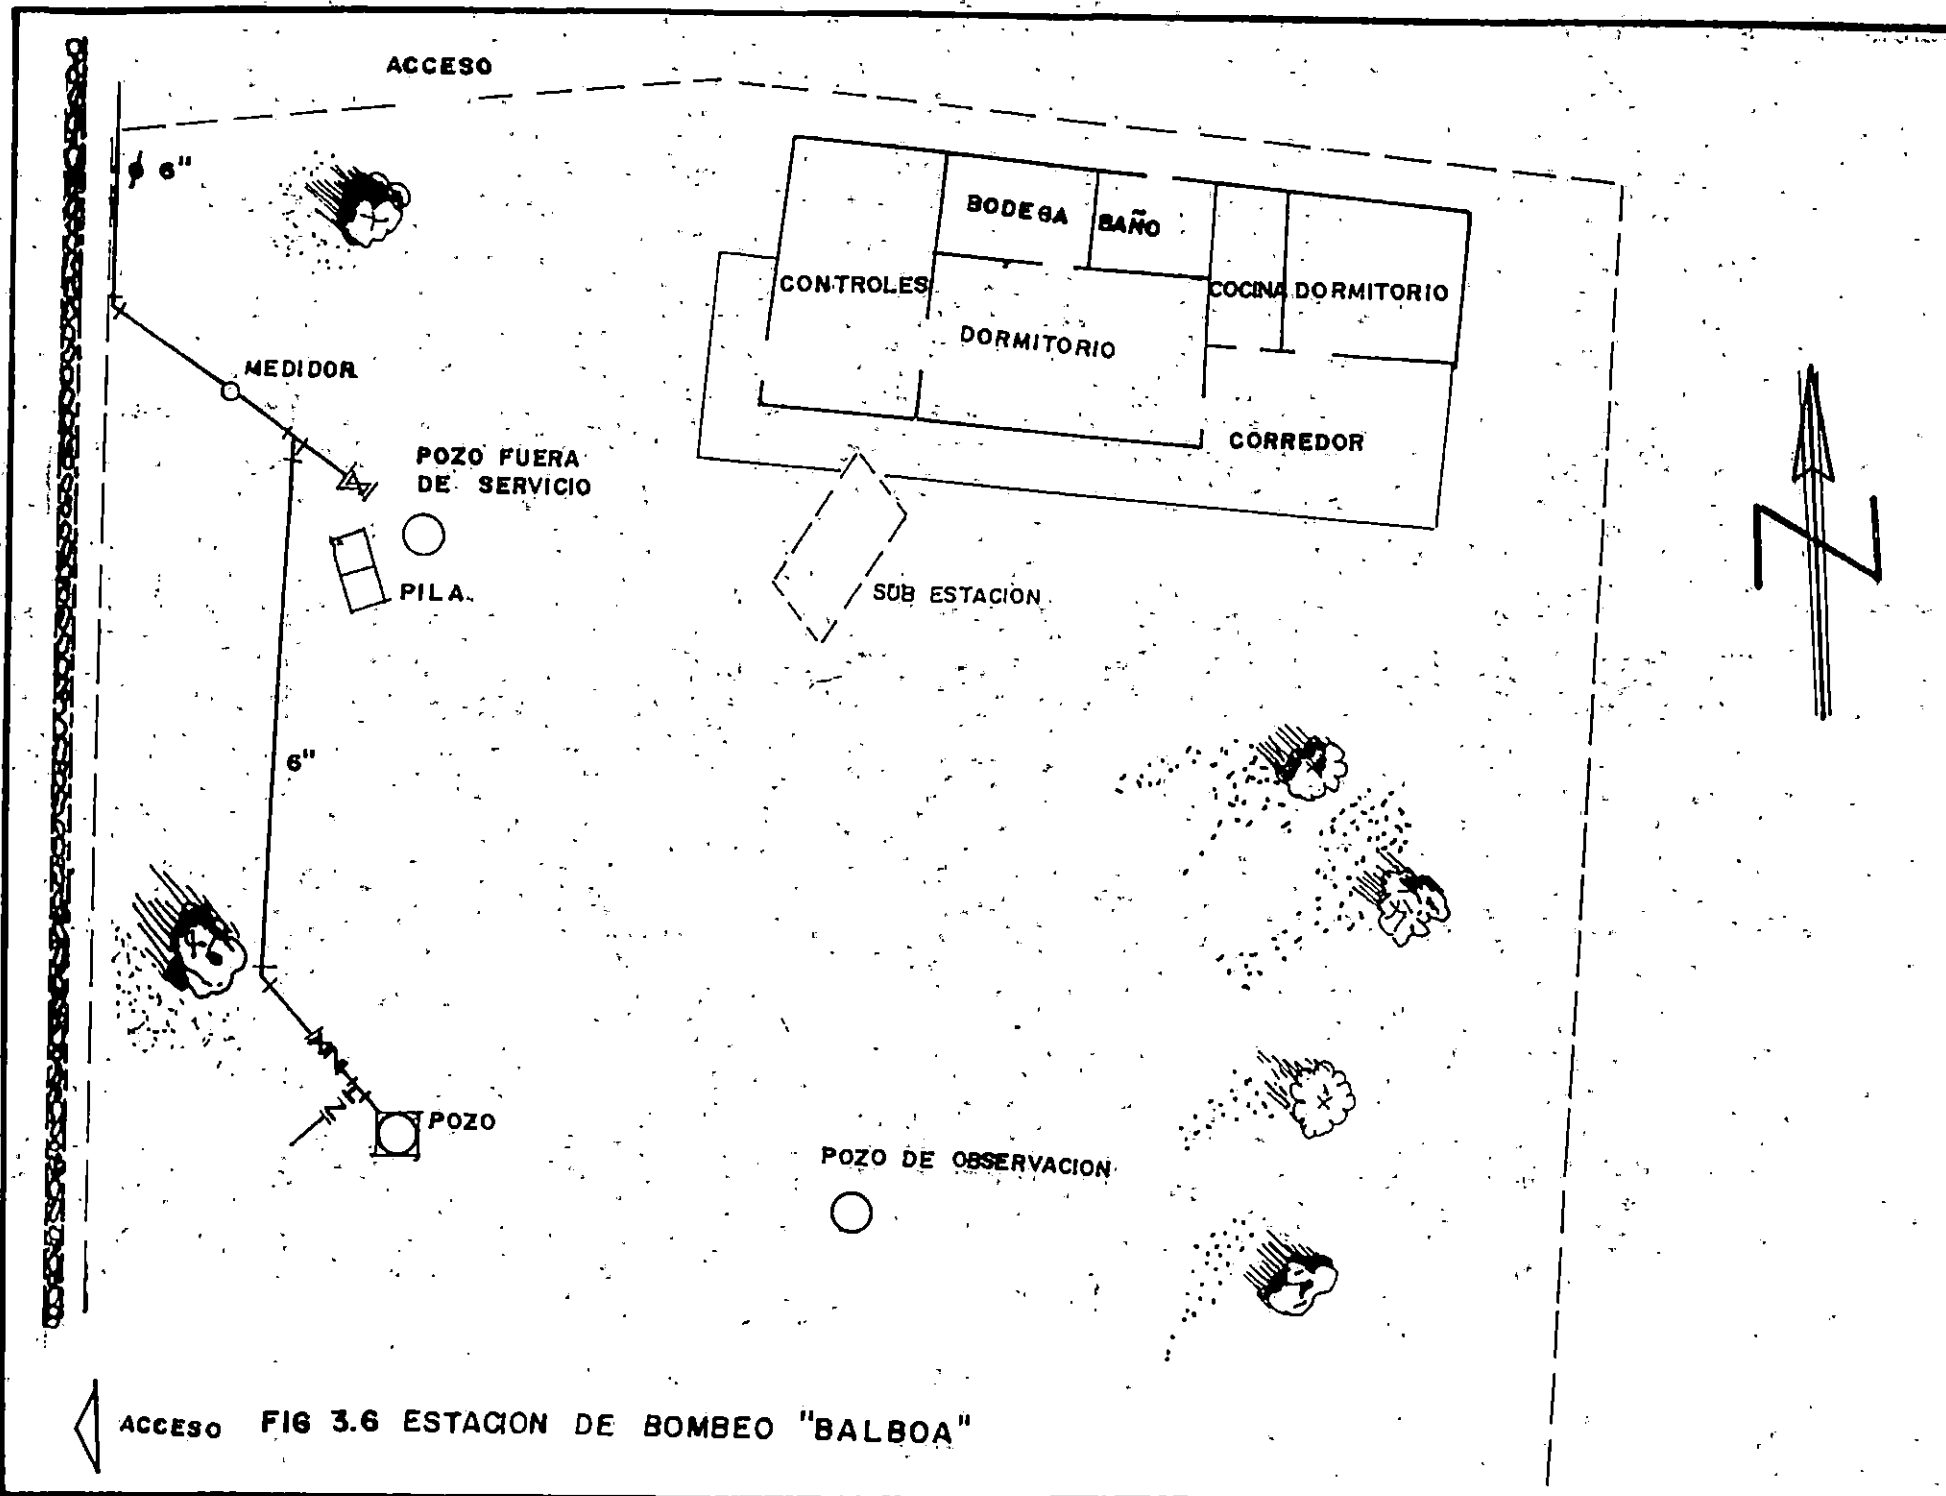 ACCESO
ϕ 6"
BODEGA
BAÑO
CONTROLES
COCINA
DORMITORIO
DORMITORIO
MEDIDOR
CORREDOR
POZO FUERA
DE SERVICIO
PILA
SUB ESTACION
N
6"
POZO
POZO DE OBSERVACION
ACCESO
FIG 3.6 ESTACION DE BOMBEO "BALBOA"